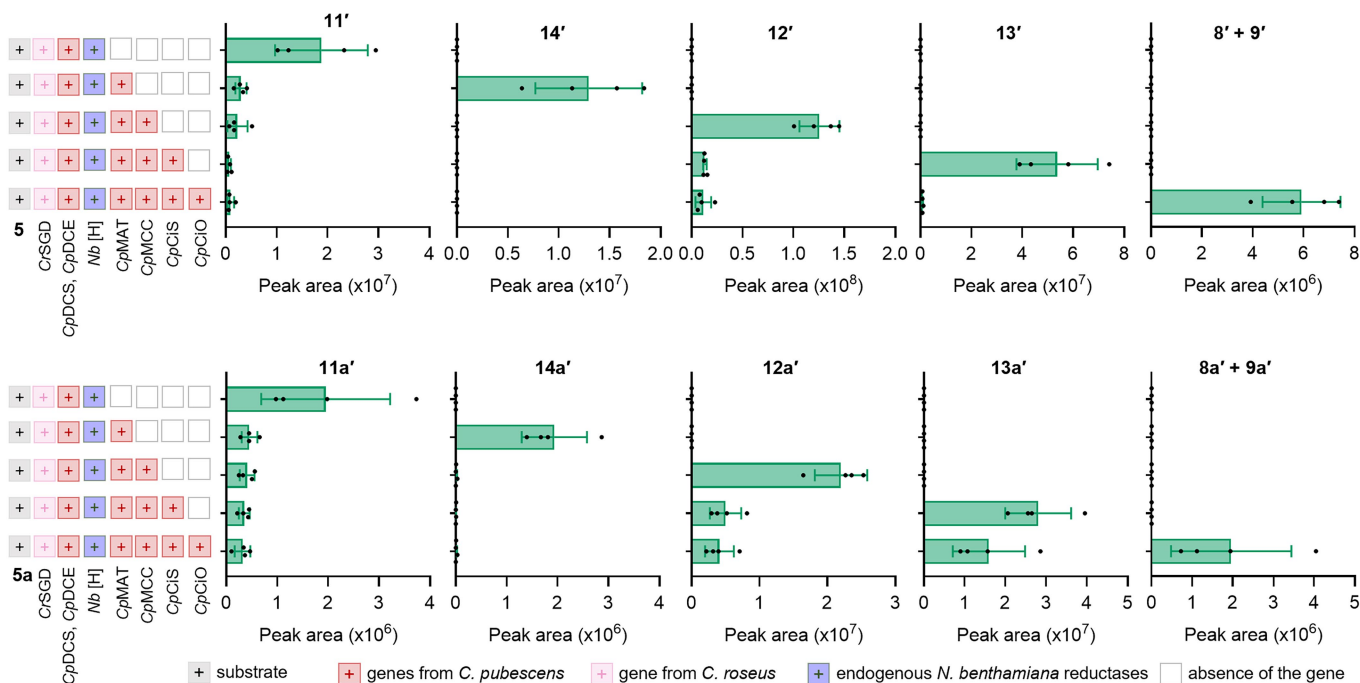 11′ 14′ 12′ 13′ 8′ + 9′
+ + + +
+ + + + +
+ + + + + +
+ + + + + + +
+ + + + + + + +
5 CrSGD CpDCS, CpDCE Nb [H] CpMAT CpMCC CpCiS CpCiO
0 1 2 3 4 0.0 0.5 1.0 1.5 2.0 0.0 0.5 1.0 1.5 2.0 0 2 4 6 8 0 2 4 6 8
Peak area (x10⁷) Peak area (x10⁷) Peak area (x10⁸) Peak area (x10⁷) Peak area (x10⁶)
11a′ 14a′ 12a′ 13a′ 8a′ + 9a′
+ + + +
+ + + + +
+ + + + + +
+ + + + + + +
+ + + + + + + +
5a CrSGD CpDCS, CpDCE Nb [H] CpMAT CpMCC CpCiS CpCiO
0 1 2 3 4 0 1 2 3 4 0 1 2 3 0 1 2 3 4 5 0 1 2 3 4 5
Peak area (x10⁶) Peak area (x10⁶) Peak area (x10⁷) Peak area (x10⁷) Peak area (x10⁶)
+ substrate + genes from C. pubescens + gene from C. roseus + endogenous N. benthamiana reductases absence of the gene